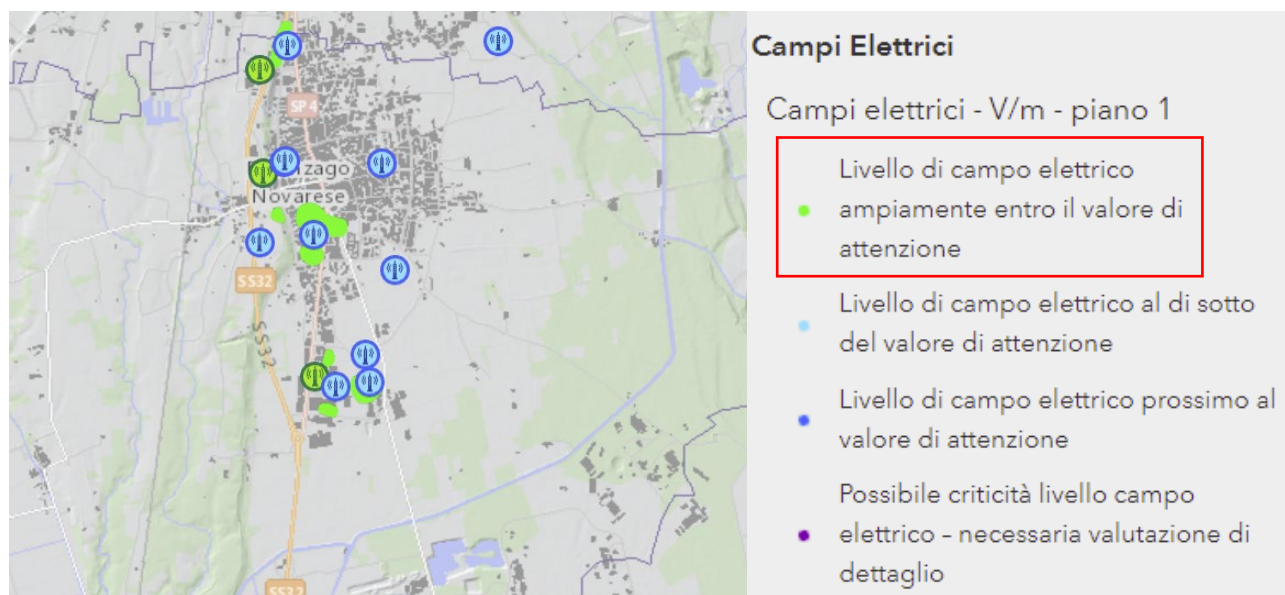 SP 4
nzago
Novarese
SS32
SS32
SS32
Campi Elettrici
Campi elettrici - V/m - piano 1
Livello di campo elettrico
ampiamente entro il valore di
attenzione
Livello di campo elettrico al di sotto
del valore di attenzione
Livello di campo elettrico prossimo al
valore di attenzione
Possibile criticità livello campo
elettrico - necessaria valutazione di
dettaglio